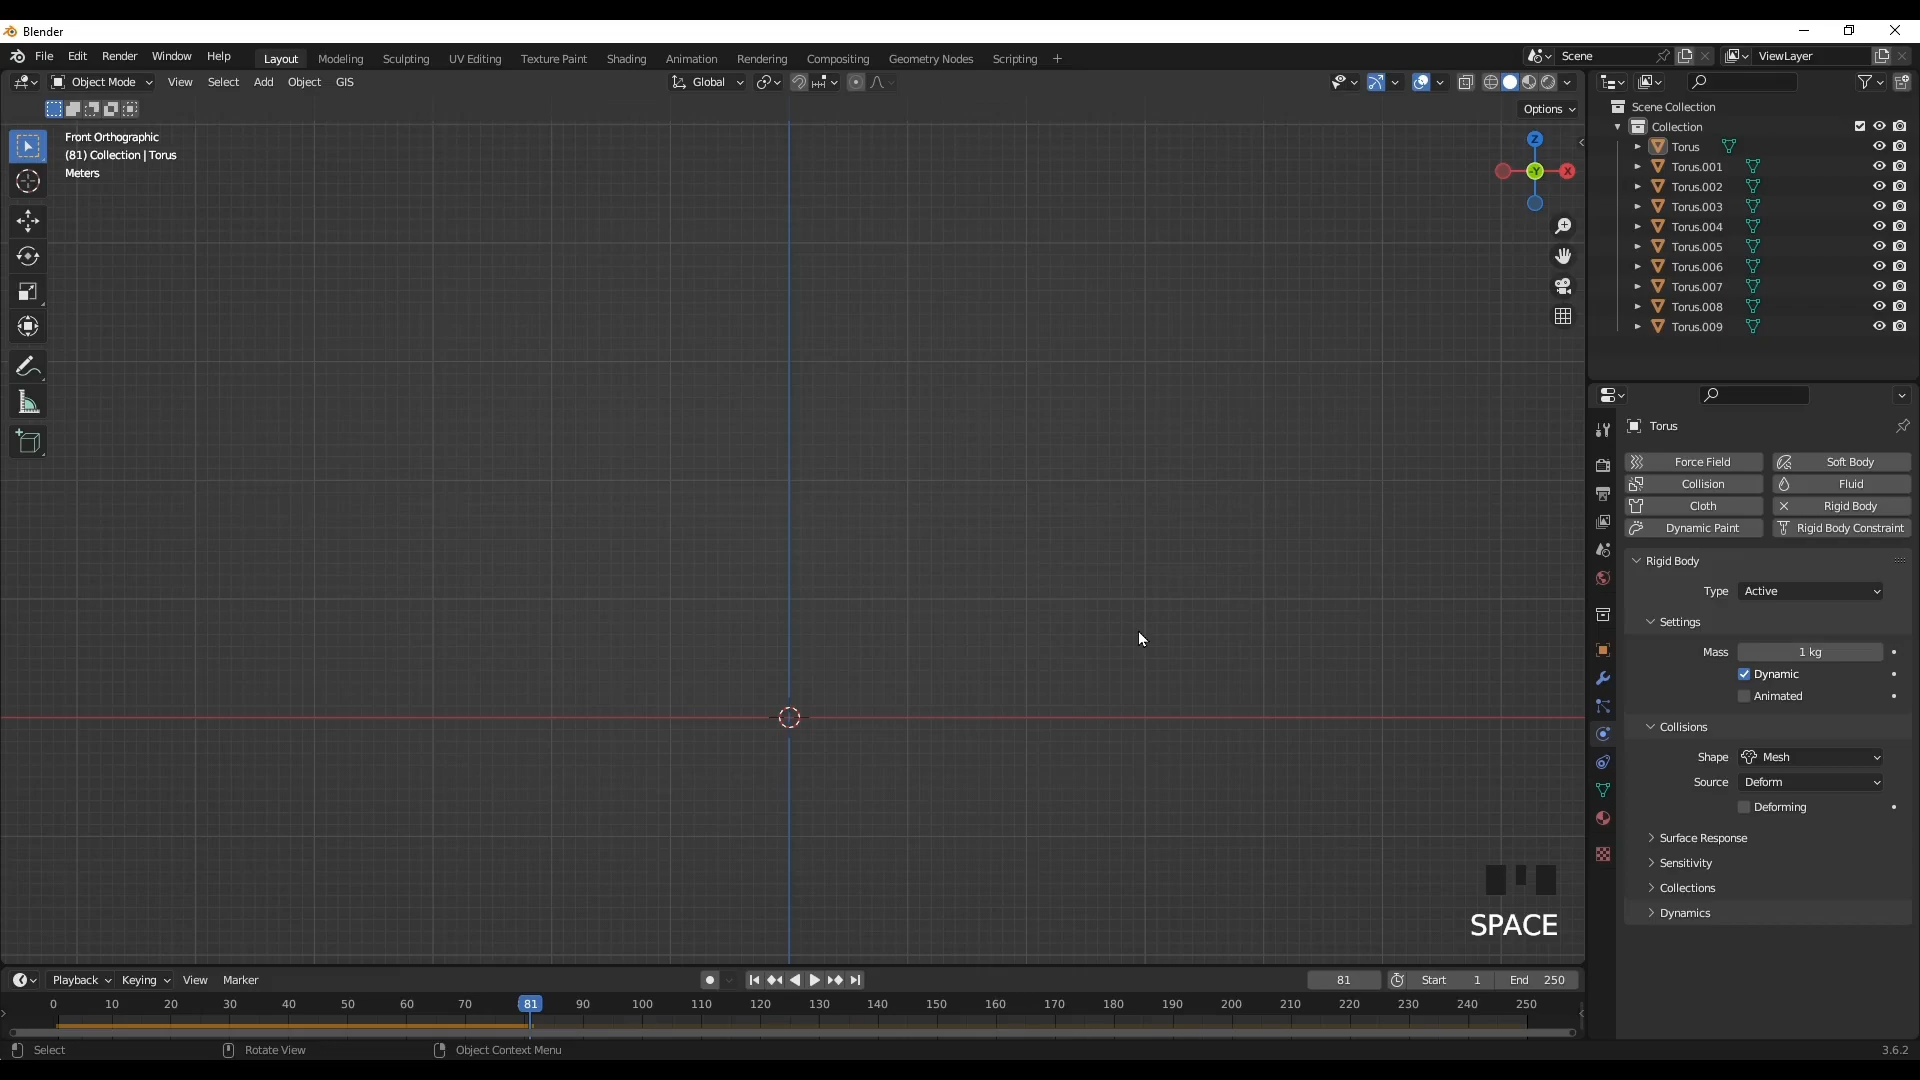 Blender
File Edit Render Window Help Layout Modeling Sculpting UV Editing Texture Paint Shading Animation Rendering Compositing Geometry Nodes Scripting + Scene ViewLayer
Object Mode View Select Add Object GIS Global
Options
Front Orthographic
(81) Collection | Torus
Meters
Z
-Y X
Scene Collection
Collection
Torus
Torus.001
Torus.002
Torus.003
Torus.004
Torus.005
Torus.006
Torus.007
Torus.008
Torus.009
Torus
Force Field Soft Body
Collision Fluid
Cloth Rigid Body
Dynamic Paint Rigid Body Constraint
Rigid Body
Type Active
Settings
Mass 1 kg
Dynamic
Animated
Collisions
Shape Mesh
Source Deform
Deforming
Surface Response
Sensitivity
Collections
Dynamics
SPACE
Playback Keying View Marker 81 Start 1 End 250
0 10 20 30 40 50 60 70 81 90 100 110 120 130 140 150 160 170 180 190 200 210 220 230 240 250
Select Rotate View Object Context Menu 3.6.2